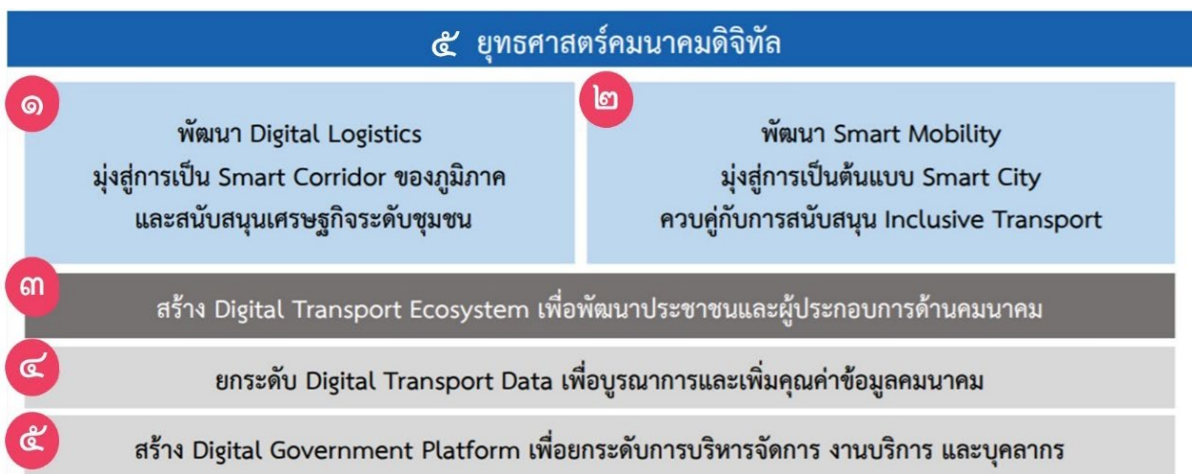 ๕ ยุทธศาสตร์คมนาคมดิจิทัล
๑
พัฒนา Digital Logistics
มุ่งสู่การเป็น Smart Corridor ของภูมิภาค
และสนับสนุนเศรษฐกิจระดับชุมชน
๒
พัฒนา Smart Mobility
มุ่งสู่การเป็นต้นแบบ Smart City
ควบคู่กับการสนับสนุน Inclusive Transport
๓
สร้าง Digital Transport Ecosystem เพื่อพัฒนาประชาชนและผู้ประกอบการด้านคมนาคม
๔
ยกระดับ Digital Transport Data เพื่อบูรณาการและเพิ่มคุณค่าข้อมูลคมนาคม
๕
สร้าง Digital Government Platform เพื่อยกระดับการบริหารจัดการ งานบริการ และบุคลากร